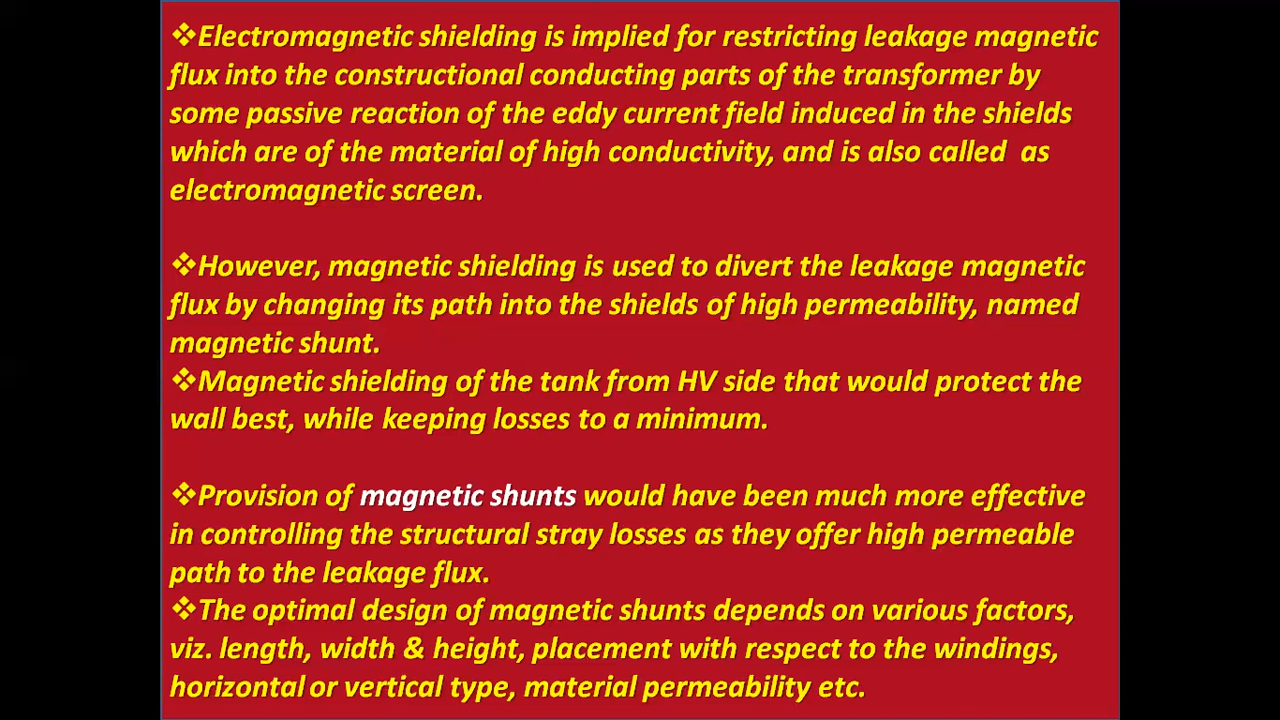 ❖Electromagnetic shielding is implied for restricting leakage magnetic
flux into the constructional conducting parts of the transformer by
some passive reaction of the eddy current field induced in the shields
which are of the material of high conductivity, and is also called as
electromagnetic screen.
❖However, magnetic shielding is used to divert the leakage magnetic
flux by changing its path into the shields of high permeability, named
magnetic shunt.
❖Magnetic shielding of the tank from HV side that would protect the
wall best, while keeping losses to a minimum.
❖Provision of magnetic shunts would have been much more effective
in controlling the structural stray losses as they offer high permeable
path to the leakage flux.
❖The optimal design of magnetic shunts depends on various factors,
viz. length, width & height, placement with respect to the windings,
horizontal or vertical type, material permeability etc.